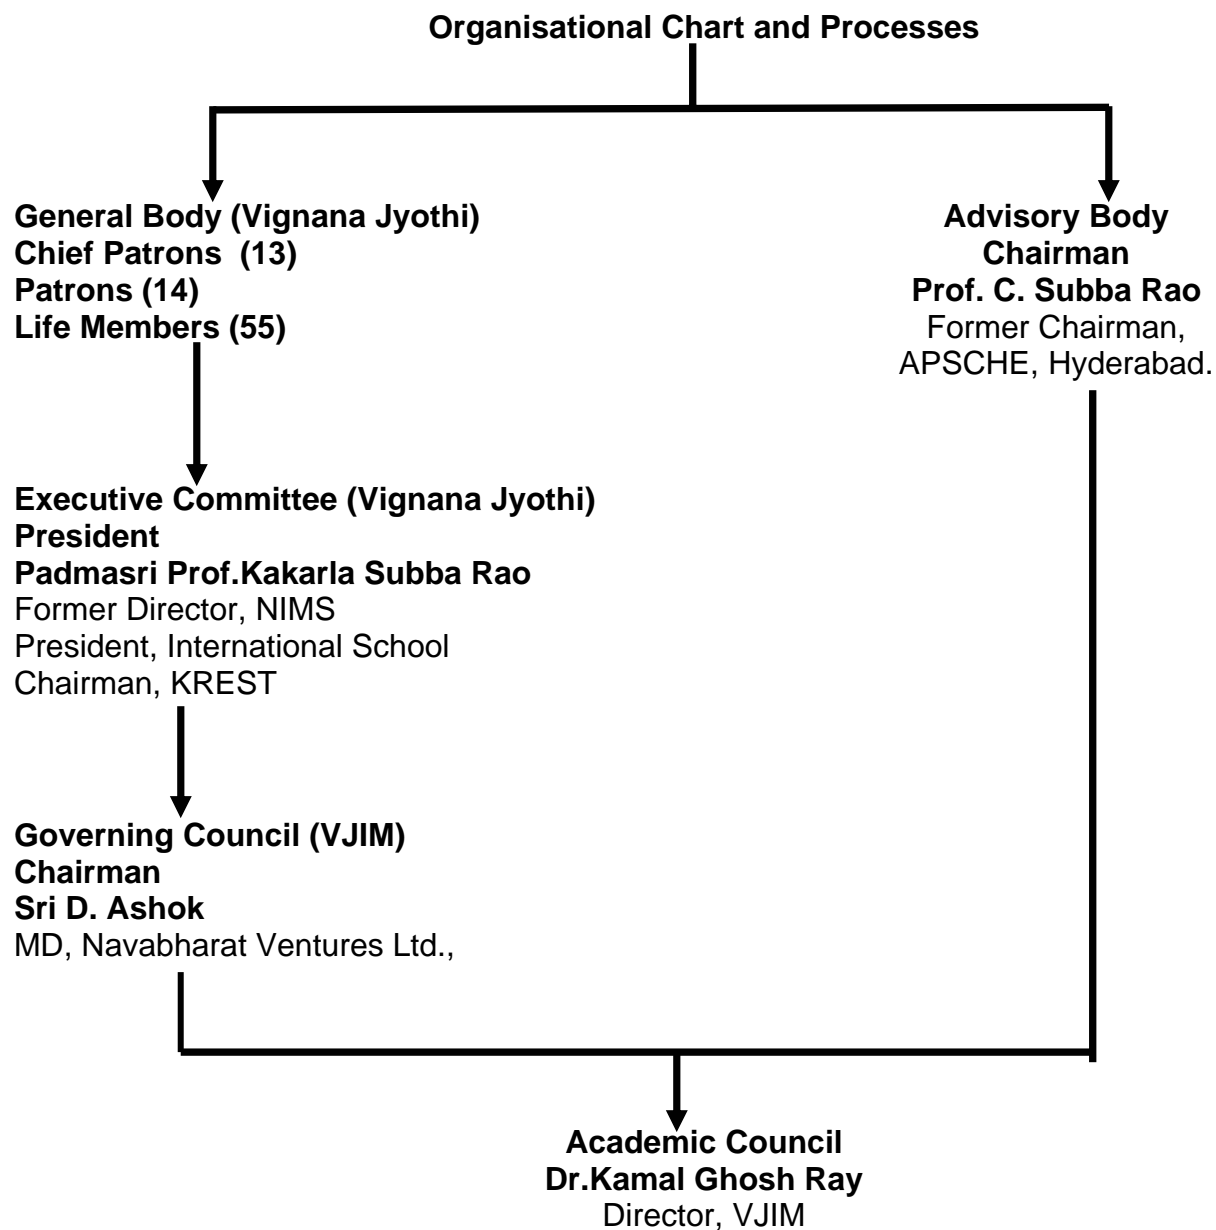 Organisational Chart and Processes
General Body (Vignana Jyothi)
Chief Patrons  (13)
Patrons (14)
Life Members (55)
Advisory Body
Chairman
Prof. C. Subba Rao
Former Chairman,
APSCHE, Hyderabad.
Executive Committee (Vignana Jyothi)
President
Padmasri Prof.Kakarla Subba Rao
Former Director, NIMS
President, International School
Chairman, KREST
Governing Council (VJIM)
Chairman
Sri D. Ashok
MD, Navabharat Ventures Ltd.,
Academic Council
Dr.Kamal Ghosh Ray
Director, VJIM